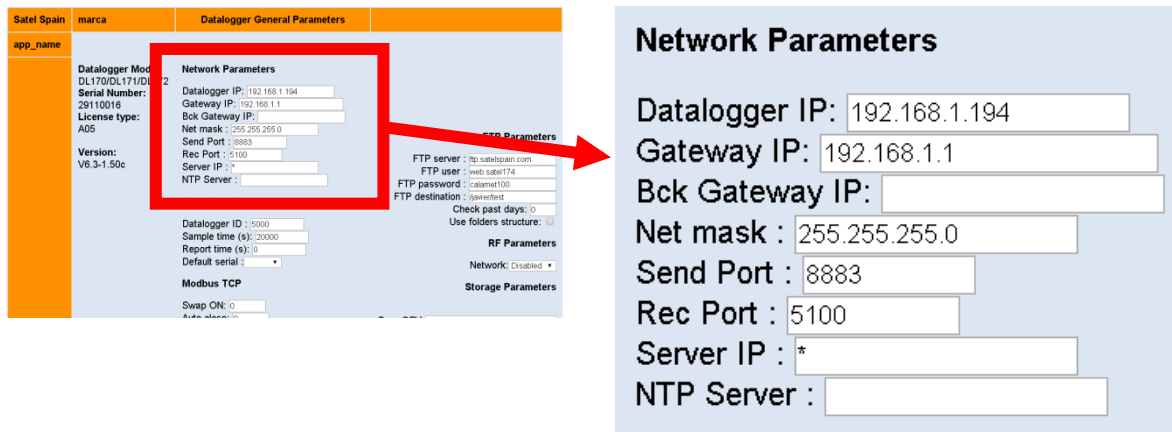 Satel Spain marca Datalogger General Parameters
app_name
Datalogger Mod
DL170/DL171/DL 2
Serial Number:
29110016
License type:
A05
Version:
V6.3-1.50c
Network Parameters
Datalogger IP: 192.168.1.194
Gateway IP: 192.168.1.1
Bck Gateway IP:
Net mask : 255.255.255.0
Send Port : 8883
Rec Port : 5100
Server IP : *
NTP Server :
Datalogger ID : 5000
Sample time (s): 20000
Report time (s): 0
Default serial :
Modbus TCP
Swap ON: 0
FTP Parameters
FTP server : ftp.satelspain.com
FTP user : web.satel174
FTP password : calamet100
FTP destination : /javier/test
Check past days: 0
Use folders structure:
RF Parameters
Network: Disabled
Storage Parameters
Network Parameters
Datalogger IP: 192.168.1.194
Gateway IP: 192.168.1.1
Bck Gateway IP:
Net mask : 255.255.255.0
Send Port : 8883
Rec Port : 5100
Server IP : *
NTP Server :